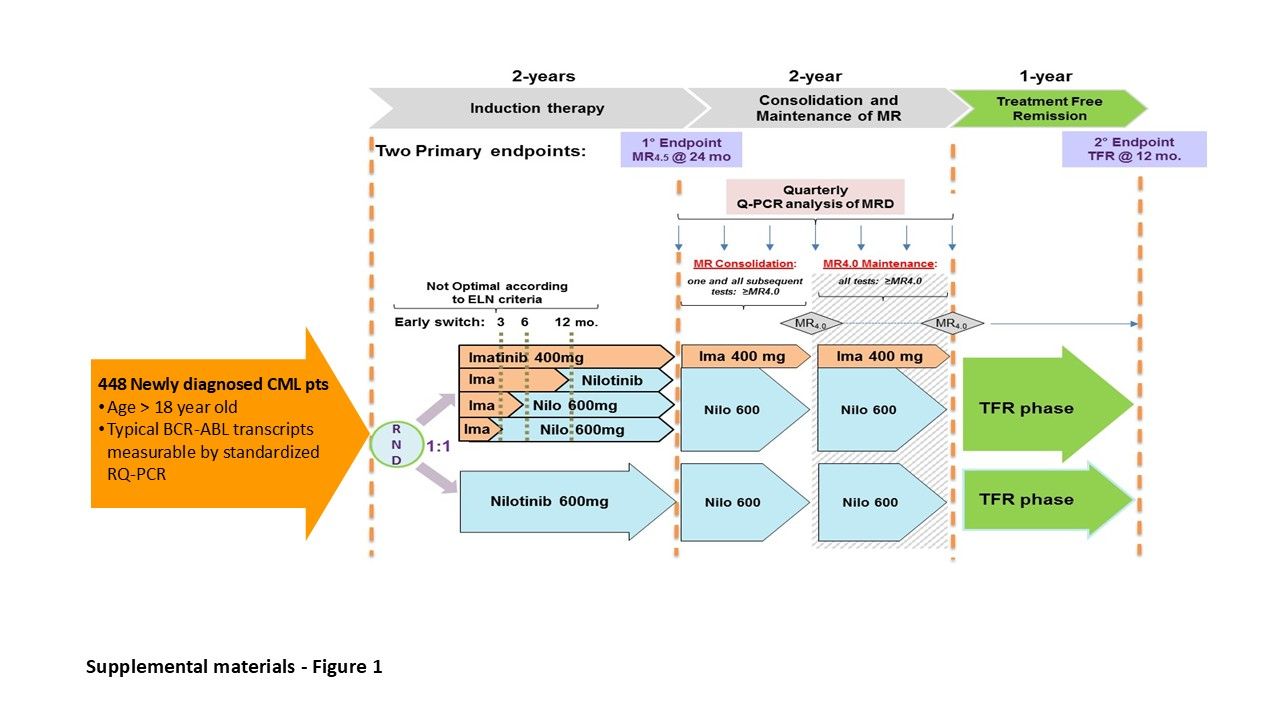 2-years
2-year
1-year
Induction therapy
Consolidation and
Maintenance of MR
Treatment Free
Remission
Two Primary endpoints:
1° Endpoint
MR4.5 @ 24 mo
2° Endpoint
TFR @ 12 mo.
Quarterly
Q-PCR analysis of MRD
MR Consolidation:
one and all subsequent
tests: ≥MR4.0
MR4.0 Maintenance:
all tests: ≥MR4.0
Not Optimal according
to ELN criteria
Early switch: 3 6 12 mo.
MR4.0
MR4.0
448 Newly diagnosed CML pts
•Age > 18 year old
•Typical BCR-ABL transcripts
measurable by standardized
RQ-PCR
R
N
D
1:1
Imatinib 400mg
Ima Nilotinib
Ima Nilo 600mg
Ima Nilo 600mg
Nilotinib 600mg
Ima 400 mg
Ima 400 mg
Nilo 600
Nilo 600
TFR phase
Nilo 600
Nilo 600
TFR phase
Supplemental materials - Figure 1